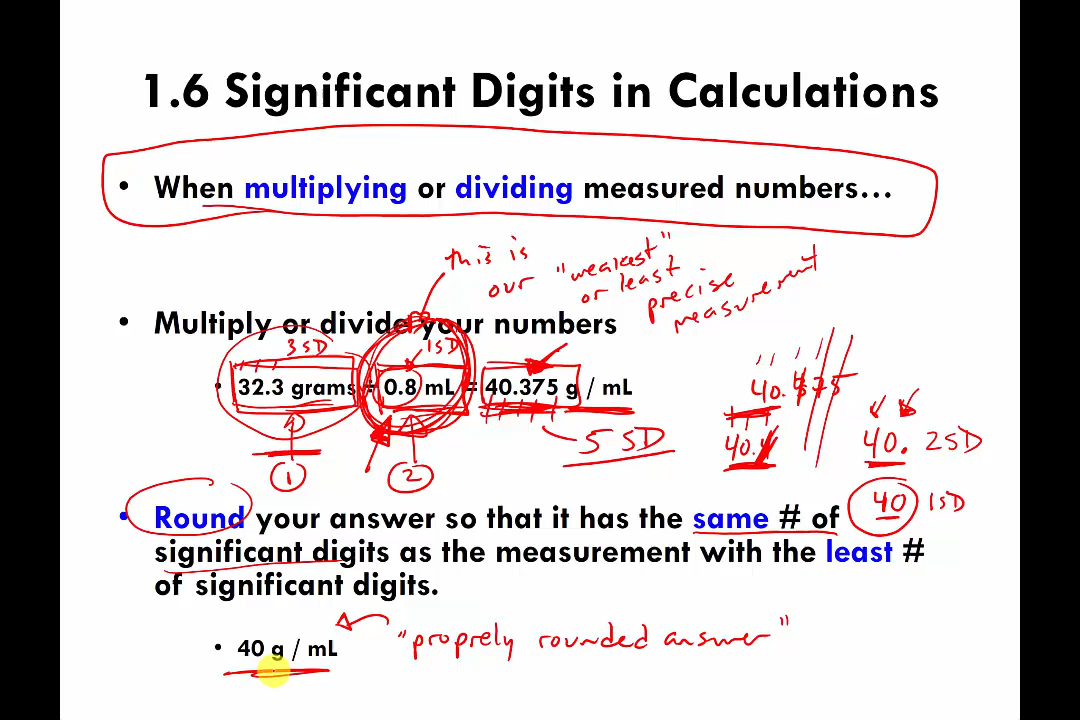 1.6 Significant Digits in Calculations
• When multiplying or dividing measured numbers…
this is
our "weakest"
or least
precise
measurement
• Multiply or divide your numbers
3SD
1SD
• 32.3 grams ÷ 0.8 mL = 40.375 g / mL
40.375
5 SD
40.4
40. 2SD
1
2
40 1SD
• Round your answer so that it has the same # of
significant digits as the measurement with the least #
of significant digits.
• 40 g / mL
"proprely rounded answer"